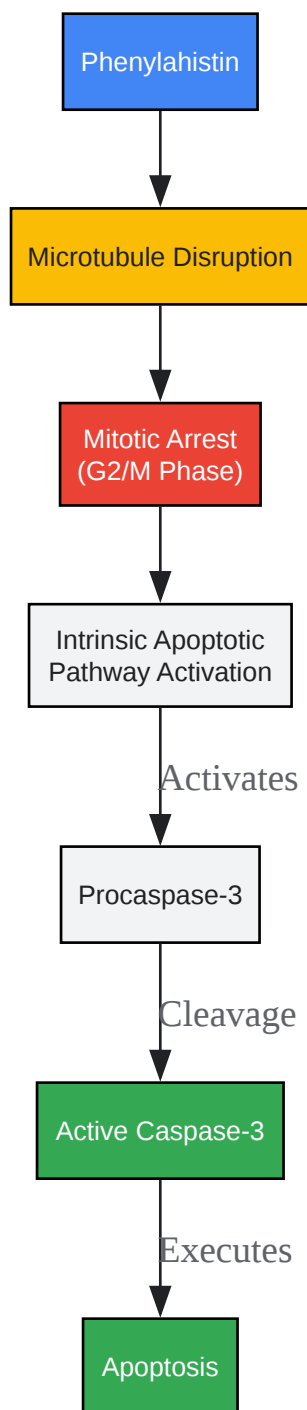 Phenylahistin
Microtubule Disruption
Mitotic Arrest
(G2/M Phase)
Intrinsic Apoptotic
Pathway Activation
Activates
Procaspase-3
Cleavage
Active Caspase-3
Executes
Apoptosis